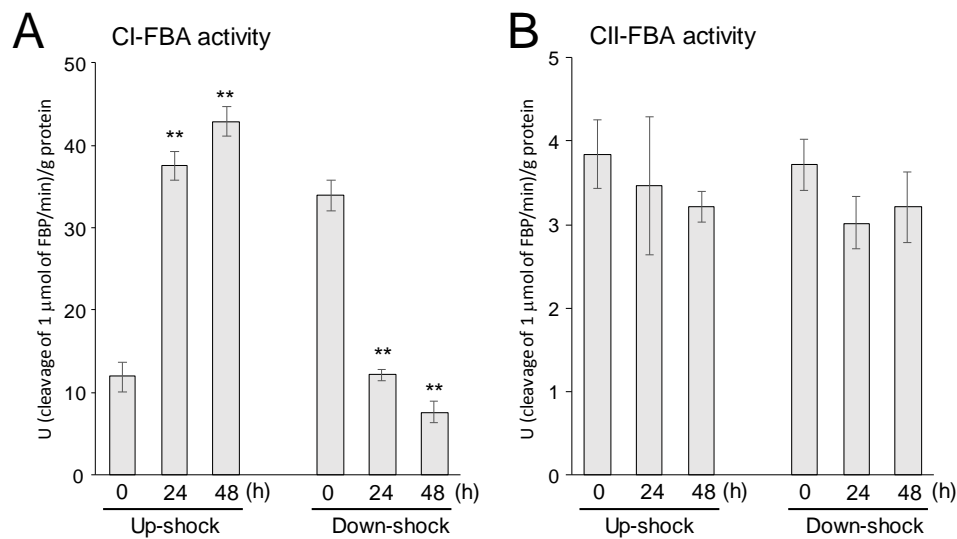 A
CI-FBA activity
U (cleavage of 1 μmol of FBP/min)/g protein
50
40
30
20
10
0
**
**
**
**
0 24 48 (h) 0 24 48 (h)
Up-shock Down-shock
B
CII-FBA activity
U (cleavage of 1 μmol of FBP/min)/g protein
5
4
3
2
1
0
0 24 48 (h) 0 24 48 (h)
Up-shock Down-shock